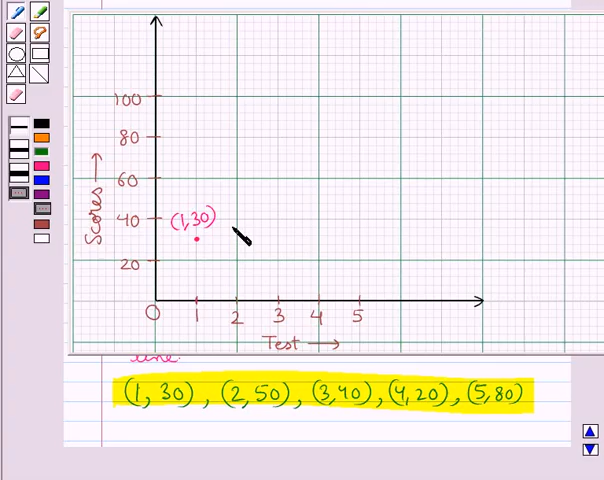 100
80
60
40
(1,30)
20
Scores
0 1 2 3 4 5
Test
line.
(1, 30), (2,50), (3,40), (4,20), (5,80)